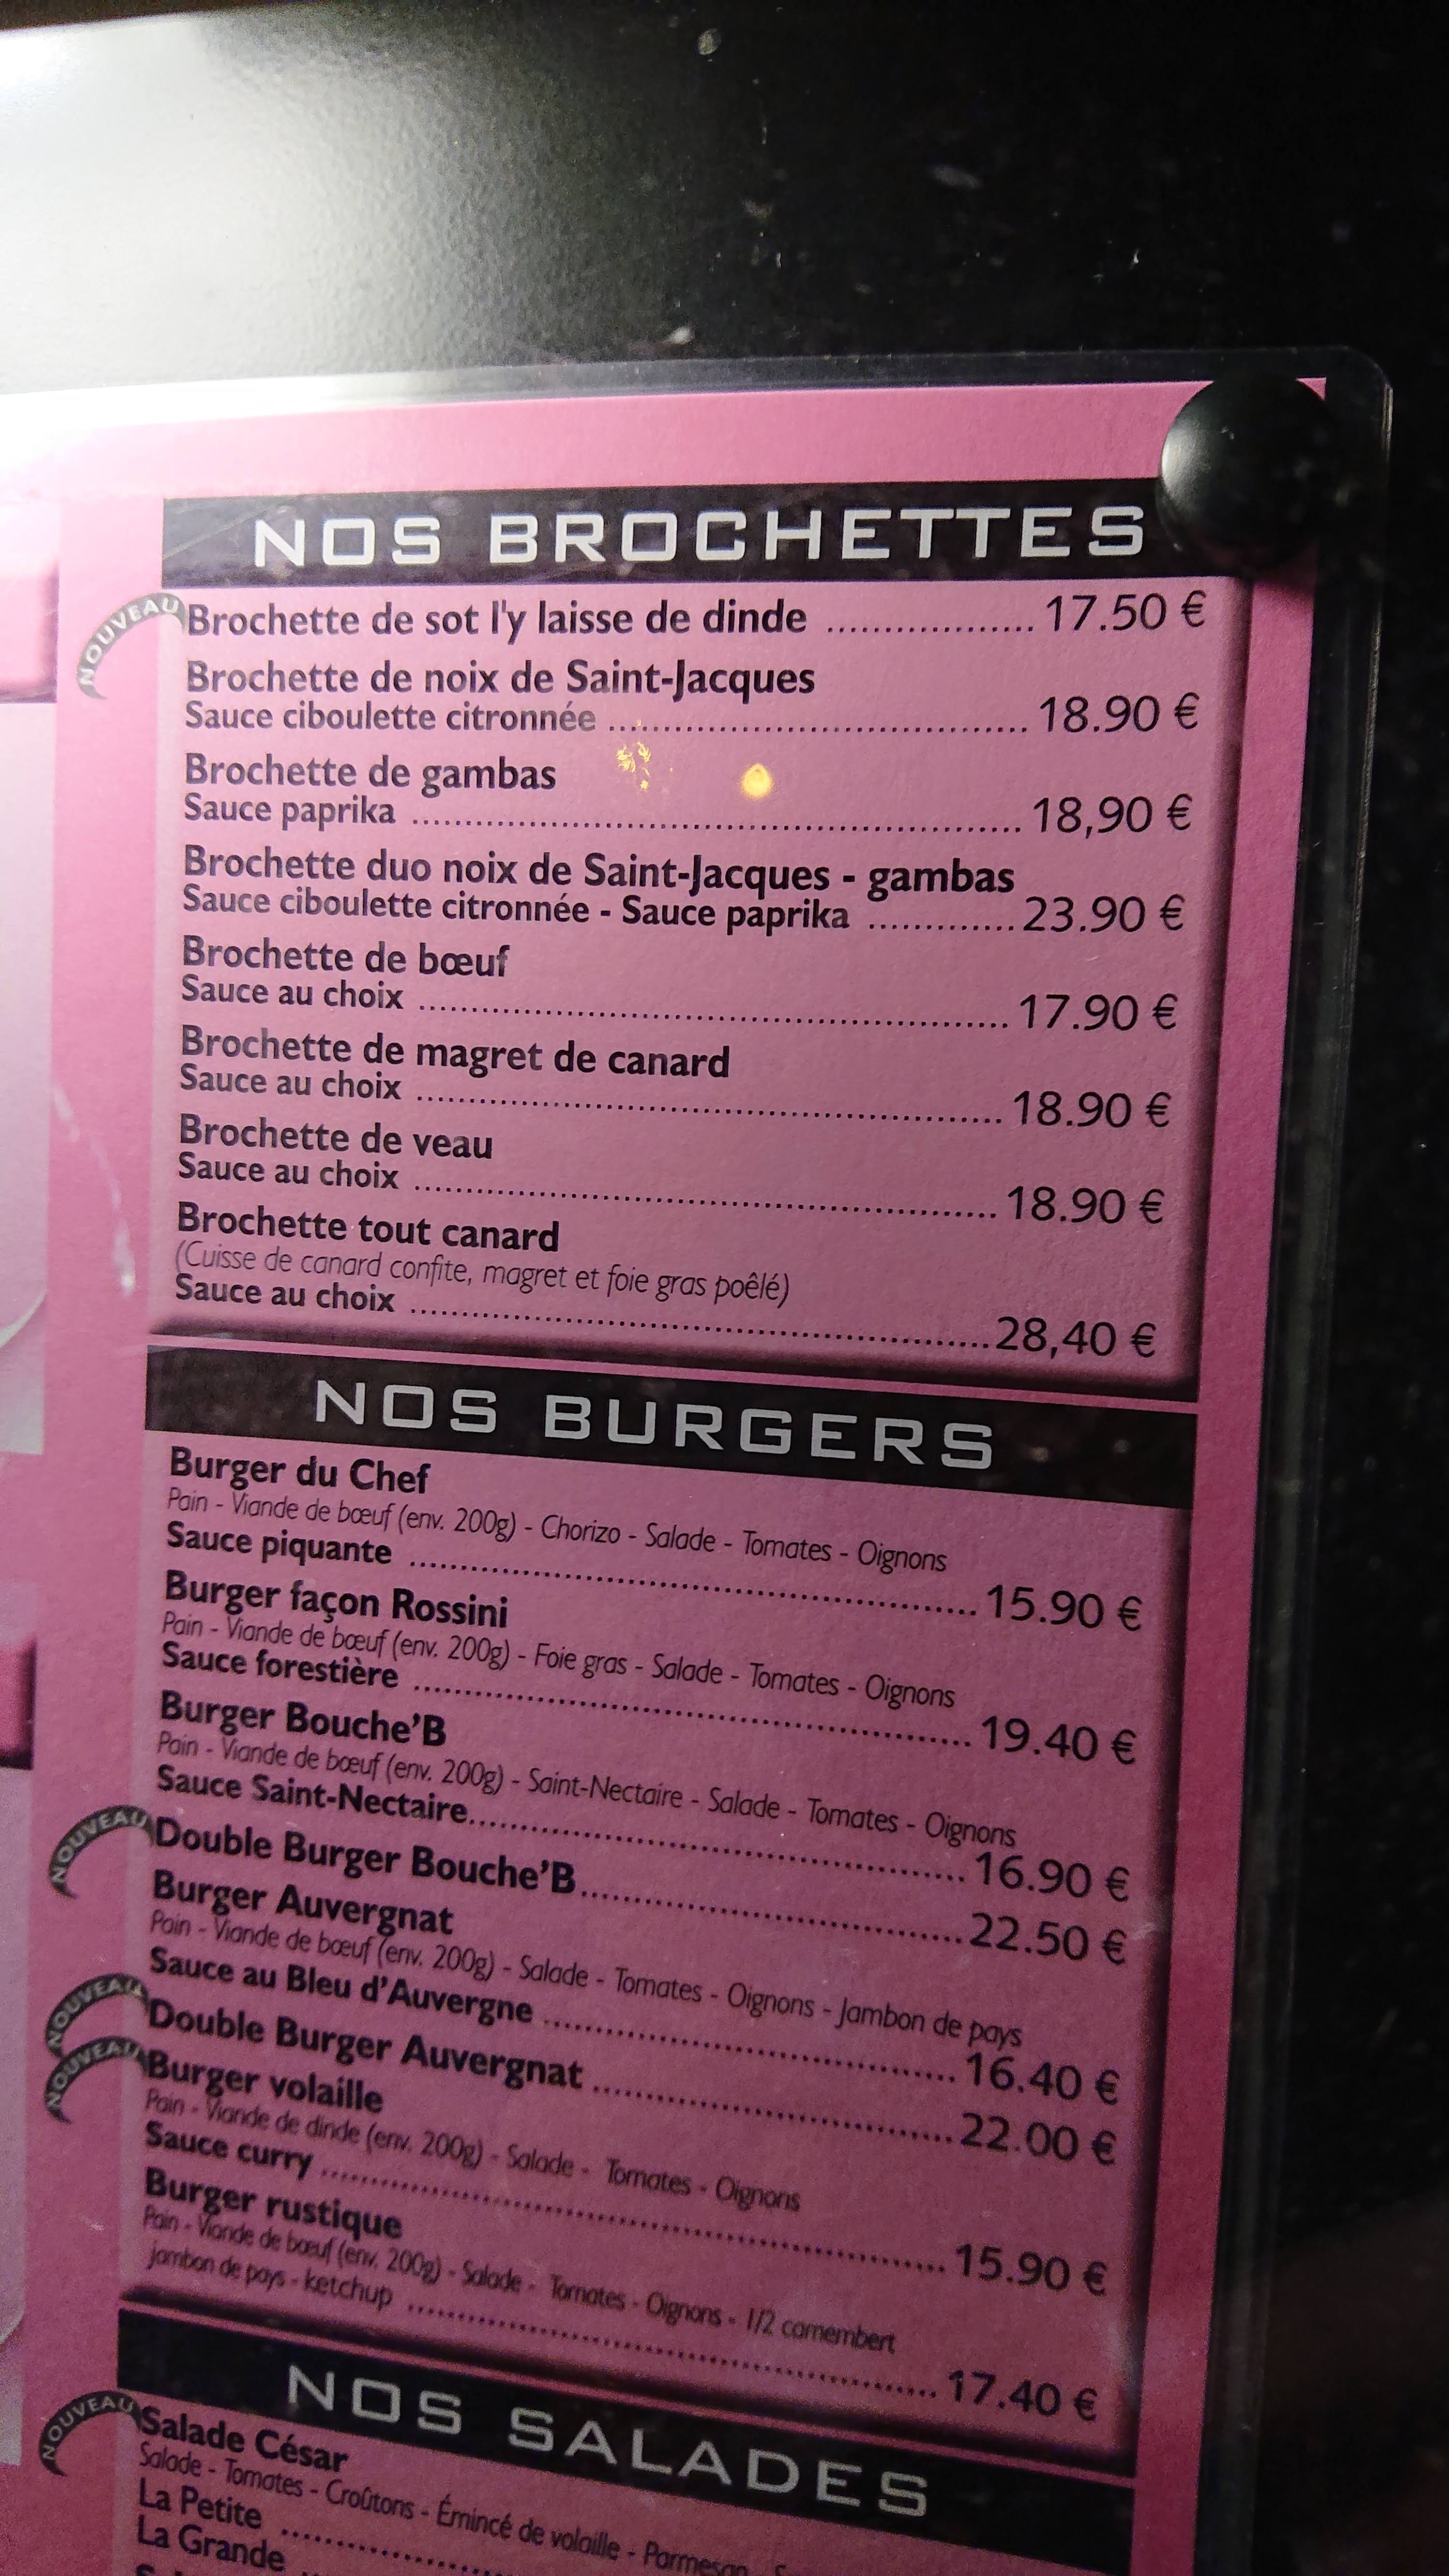 NOS BROCHETTES
NOUVEAU
Brochette de sot l'y laisse de dinde .................. 17.50 €
Brochette de noix de Saint-Jacques
Sauce ciboulette citronnée ........................................ 18.90 €
Brochette de gambas
Sauce paprika .......................................................... 18,90 €
Brochette duo noix de Saint-Jacques - gambas
Sauce ciboulette citronnée - Sauce paprika .............. 23.90 €
Brochette de bœuf
Sauce au choix ........................................................ 17.90 €
Brochette de magret de canard
Sauce au choix ........................................................ 18.90 €
Brochette de veau
Sauce au choix ........................................................ 18.90 €
Brochette tout canard
(Cuisse de canard confite, magret et foie gras poêlé)
Sauce au choix ........................................................ 28,40 €
NOS BURGERS
Burger du Chef
Pain - Viande de bœuf (env. 200g) - Chorizo - Salade - Tomates - Oignons
Sauce piquante ........................................................ 15.90 €
Burger façon Rossini
Pain - Viande de bœuf (env. 200g) - Foie gras - Salade - Tomates - Oignons
Sauce forestière ....................................................... 19.40 €
Burger Bouche'B
Pain - Viande de bœuf (env. 200g) - Saint-Nectaire - Salade - Tomates - Oignons
Sauce Saint-Nectaire.................................................. 16.90 €
NOUVEAU
Double Burger Bouche'B....................................... 22.50 €
Burger Auvergnat
Pain - Viande de bœuf (env. 200g) - Salade - Tomates - Oignons - Jambon de pays
Sauce au Bleu d'Auvergne ........................................ 16.40 €
NOUVEAU
Double Burger Auvergnat ..................................... 22.00 €
NOUVEAU
Burger volaille
Pain - Viande de dinde (env. 200g) - Salade - Tomates - Oignons
Sauce curry ............................................................. 15.90 €
Burger rustique
Pain - Viande de bœuf (env. 200g) - Salade - Tomates - Oignons - 1/2 camembert
jambon de pays - ketchup ...................................................... 17.40 €
NOS SALADES
NOUVEAU
Salade César
Salade - Tomates - Croûtons - Émincé de volaille - Parmesan
La Petite ..........................
La Grande